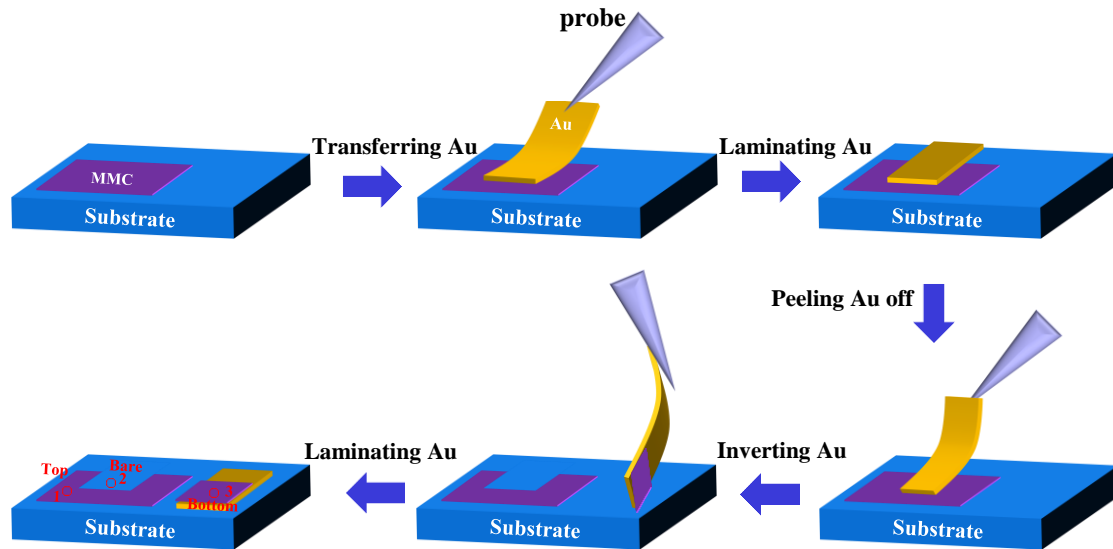 probe
Au
Transferring Au
Laminating Au
MMC
Substrate
Substrate
Substrate
Peeling Au off
Laminating Au
Inverting Au
Top
1
Bare
2
3
Bottom
Substrate
Substrate
Substrate